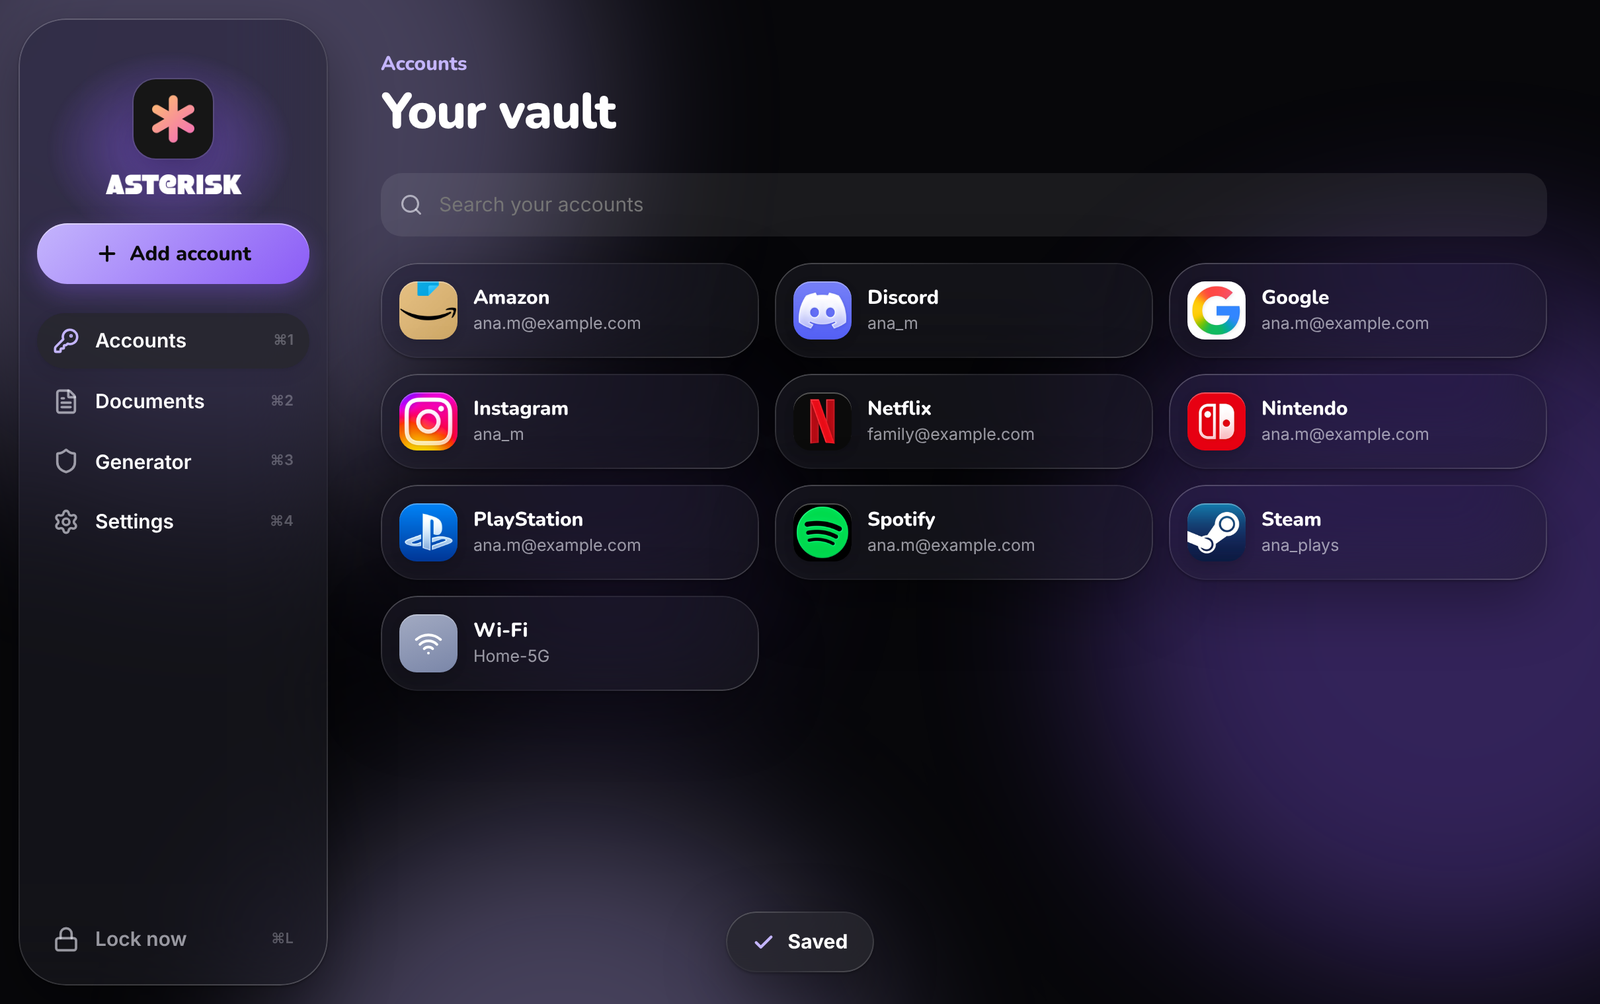 ASTERISK
Add account
Accounts ⌘1
Documents ⌘2
Generator ⌘3
Settings ⌘4
Lock now ⌘L
Accounts
Your vault
Search your accounts
Amazon
ana.m@example.com
Discord
ana_m
Google
ana.m@example.com
Instagram
ana_m
Netflix
family@example.com
Nintendo
ana.m@example.com
PlayStation
ana.m@example.com
Spotify
ana.m@example.com
Steam
ana_plays
Wi-Fi
Home-5G
Saved